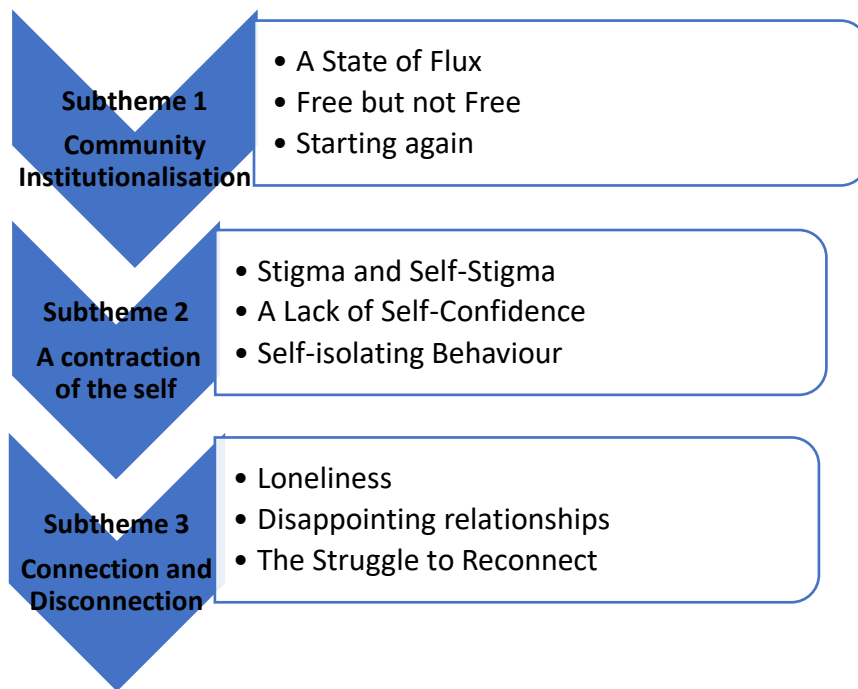 Subtheme 1
Community
Institutionalisation
• A State of Flux
• Free but not Free
• Starting again
Subtheme 2
A contraction
of the self
• Stigma and Self-Stigma
• A Lack of Self-Confidence
• Self-isolating Behaviour
Subtheme 3
Connection and
Disconnection
• Loneliness
• Disappointing relationships
• The Struggle to Reconnect